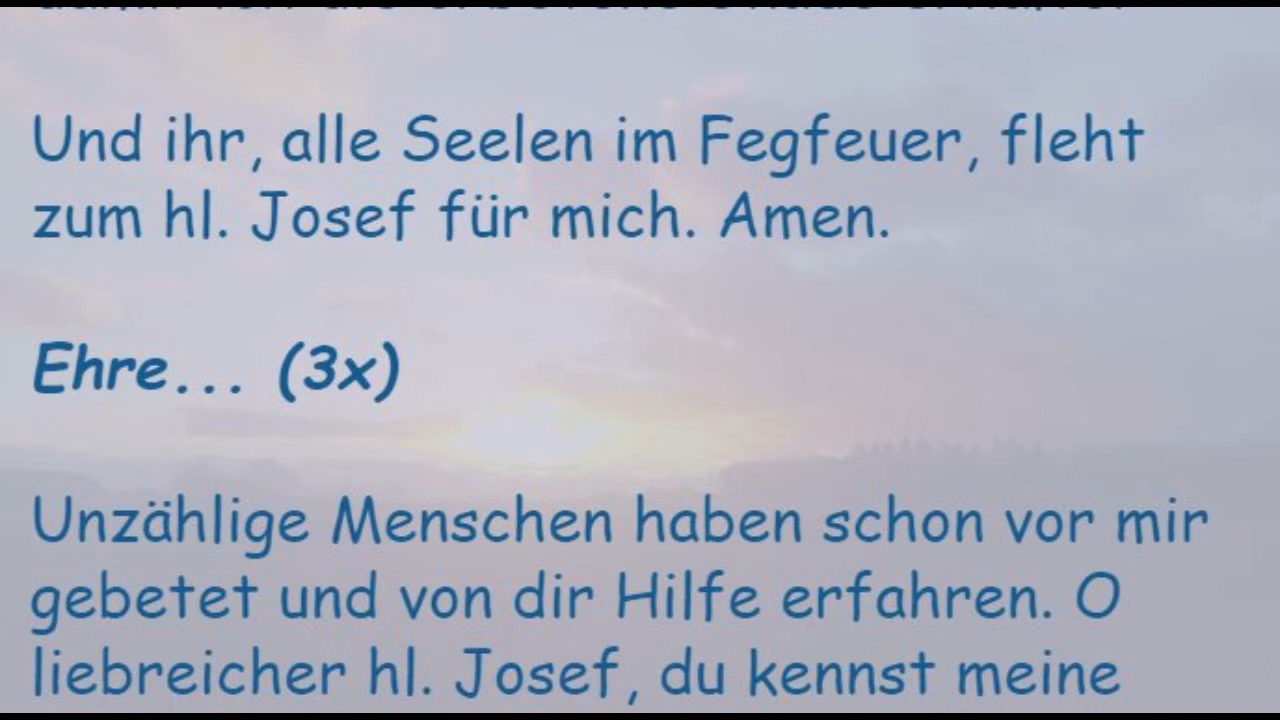 Und ihr, alle Seelen im Fegfeuer, fleht
zum hl. Josef für mich. Amen.
Ehre... (3x)
Unzählige Menschen haben schon vor mir
gebetet und von dir Hilfe erfahren. O
liebreicher hl. Josef, du kennst meine